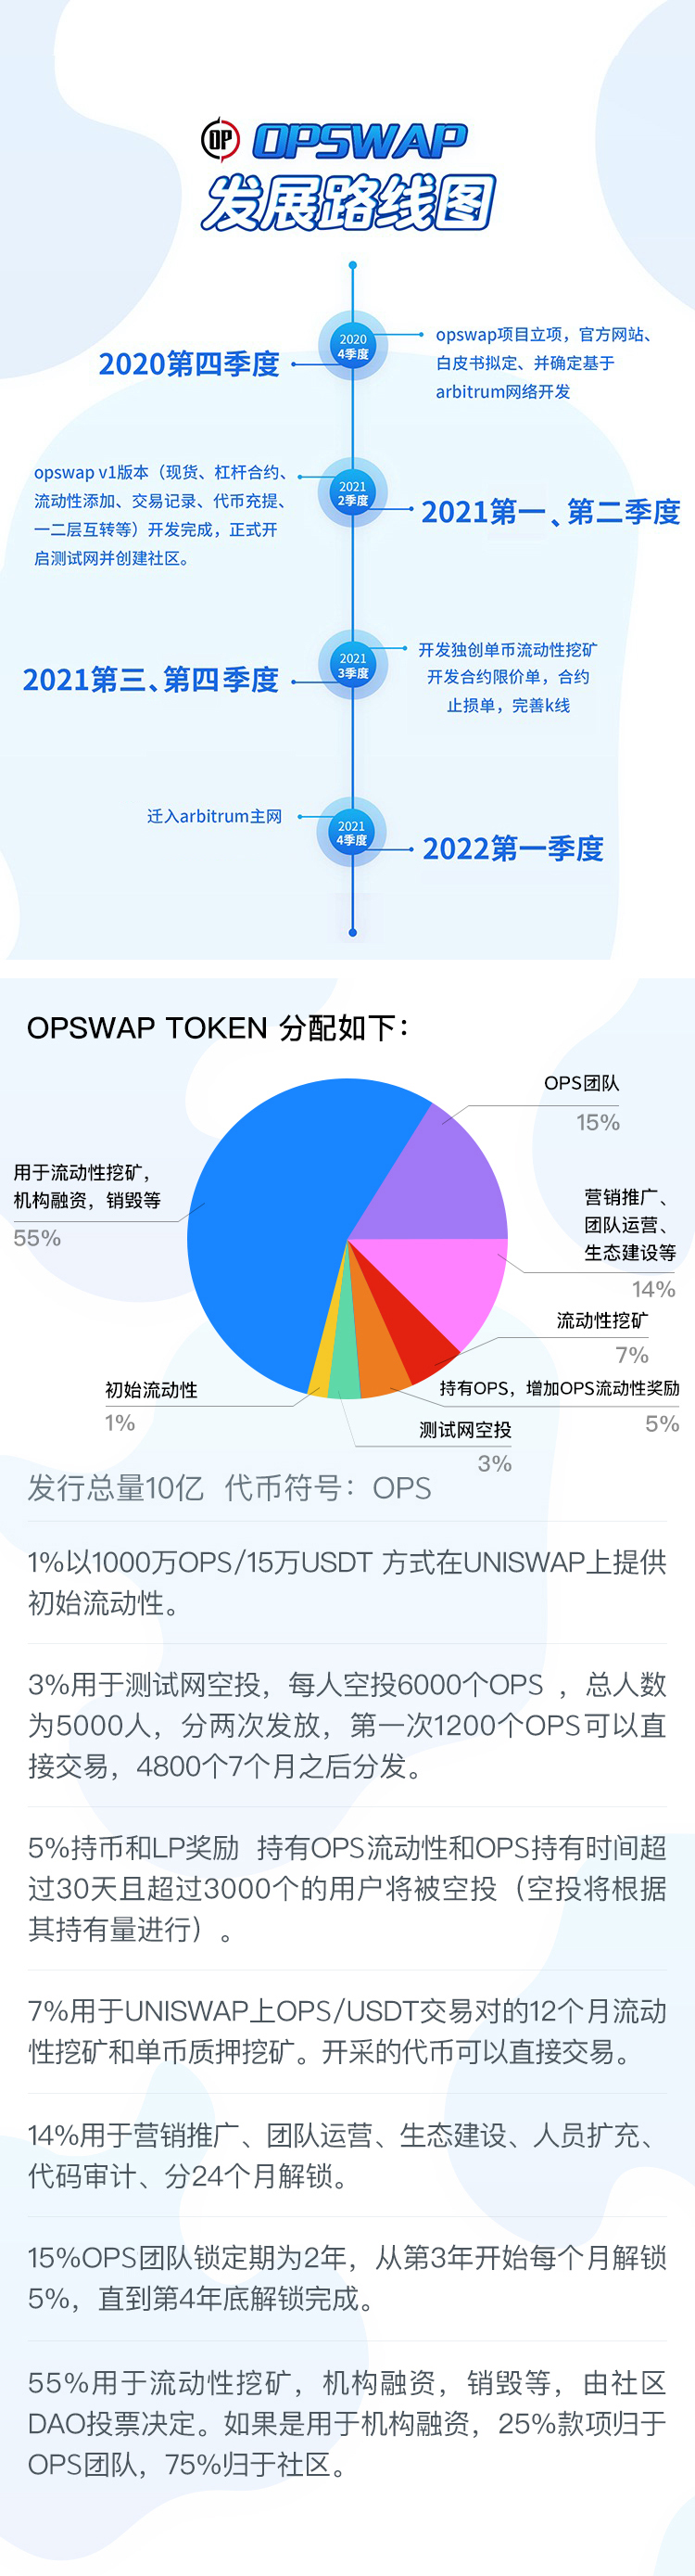 OP OPSWAP
发展路线图
2020
4季度
opswap项目立项，官方网站、
白皮书拟定、并确定基于
arbitrum网络开发
2020第四季度
opswap v1版本（现货、杠杆合约、
流动性添加、交易记录、代币充提、
一二层互转等）开发完成，正式开
启测试网并创建社区。
2021
2季度
2021第一、第二季度
2021
3季度
开发独创单币流动性挖矿
开发合约限价单，合约
止损单，完善k线
2021第三、第四季度
迁入arbitrum主网
2021
4季度
2022第一季度
OPSWAP TOKEN 分配如下：
OPS团队
15%
用于流动性挖矿，
机构融资，销毁等
55%
营销推广、
团队运营、
生态建设等
14%
流动性挖矿
7%
持有OPS，增加OPS流动性奖励
5%
初始流动性
1%
测试网空投
3%
发行总量10亿 代币符号：OPS
1%以1000万OPS/15万USDT 方式在UNISWAP上提供
初始流动性。
3%用于测试网空投，每人空投6000个OPS ，总人数
为5000人，分两次发放，第一次1200个OPS可以直
接交易，4800个7个月之后分发。
5%持币和LP奖励 持有OPS流动性和OPS持有时间超
过30天且超过3000个的用户将被空投（空投将根据
其持有量进行）。
7%用于UNISWAP上OPS/USDT交易对的12个月流动
性挖矿和单币质押挖矿。开采的代币可以直接交易。
14%用于营销推广、团队运营、生态建设、人员扩充、
代码审计、分24个月解锁。
15%OPS团队锁定期为2年，从第3年开始每个月解锁
5%，直到第4年底解锁完成。
55%用于流动性挖矿，机构融资，销毁等，由社区
DAO投票决定。如果是用于机构融资，25%款项归于
OPS团队，75%归于社区。